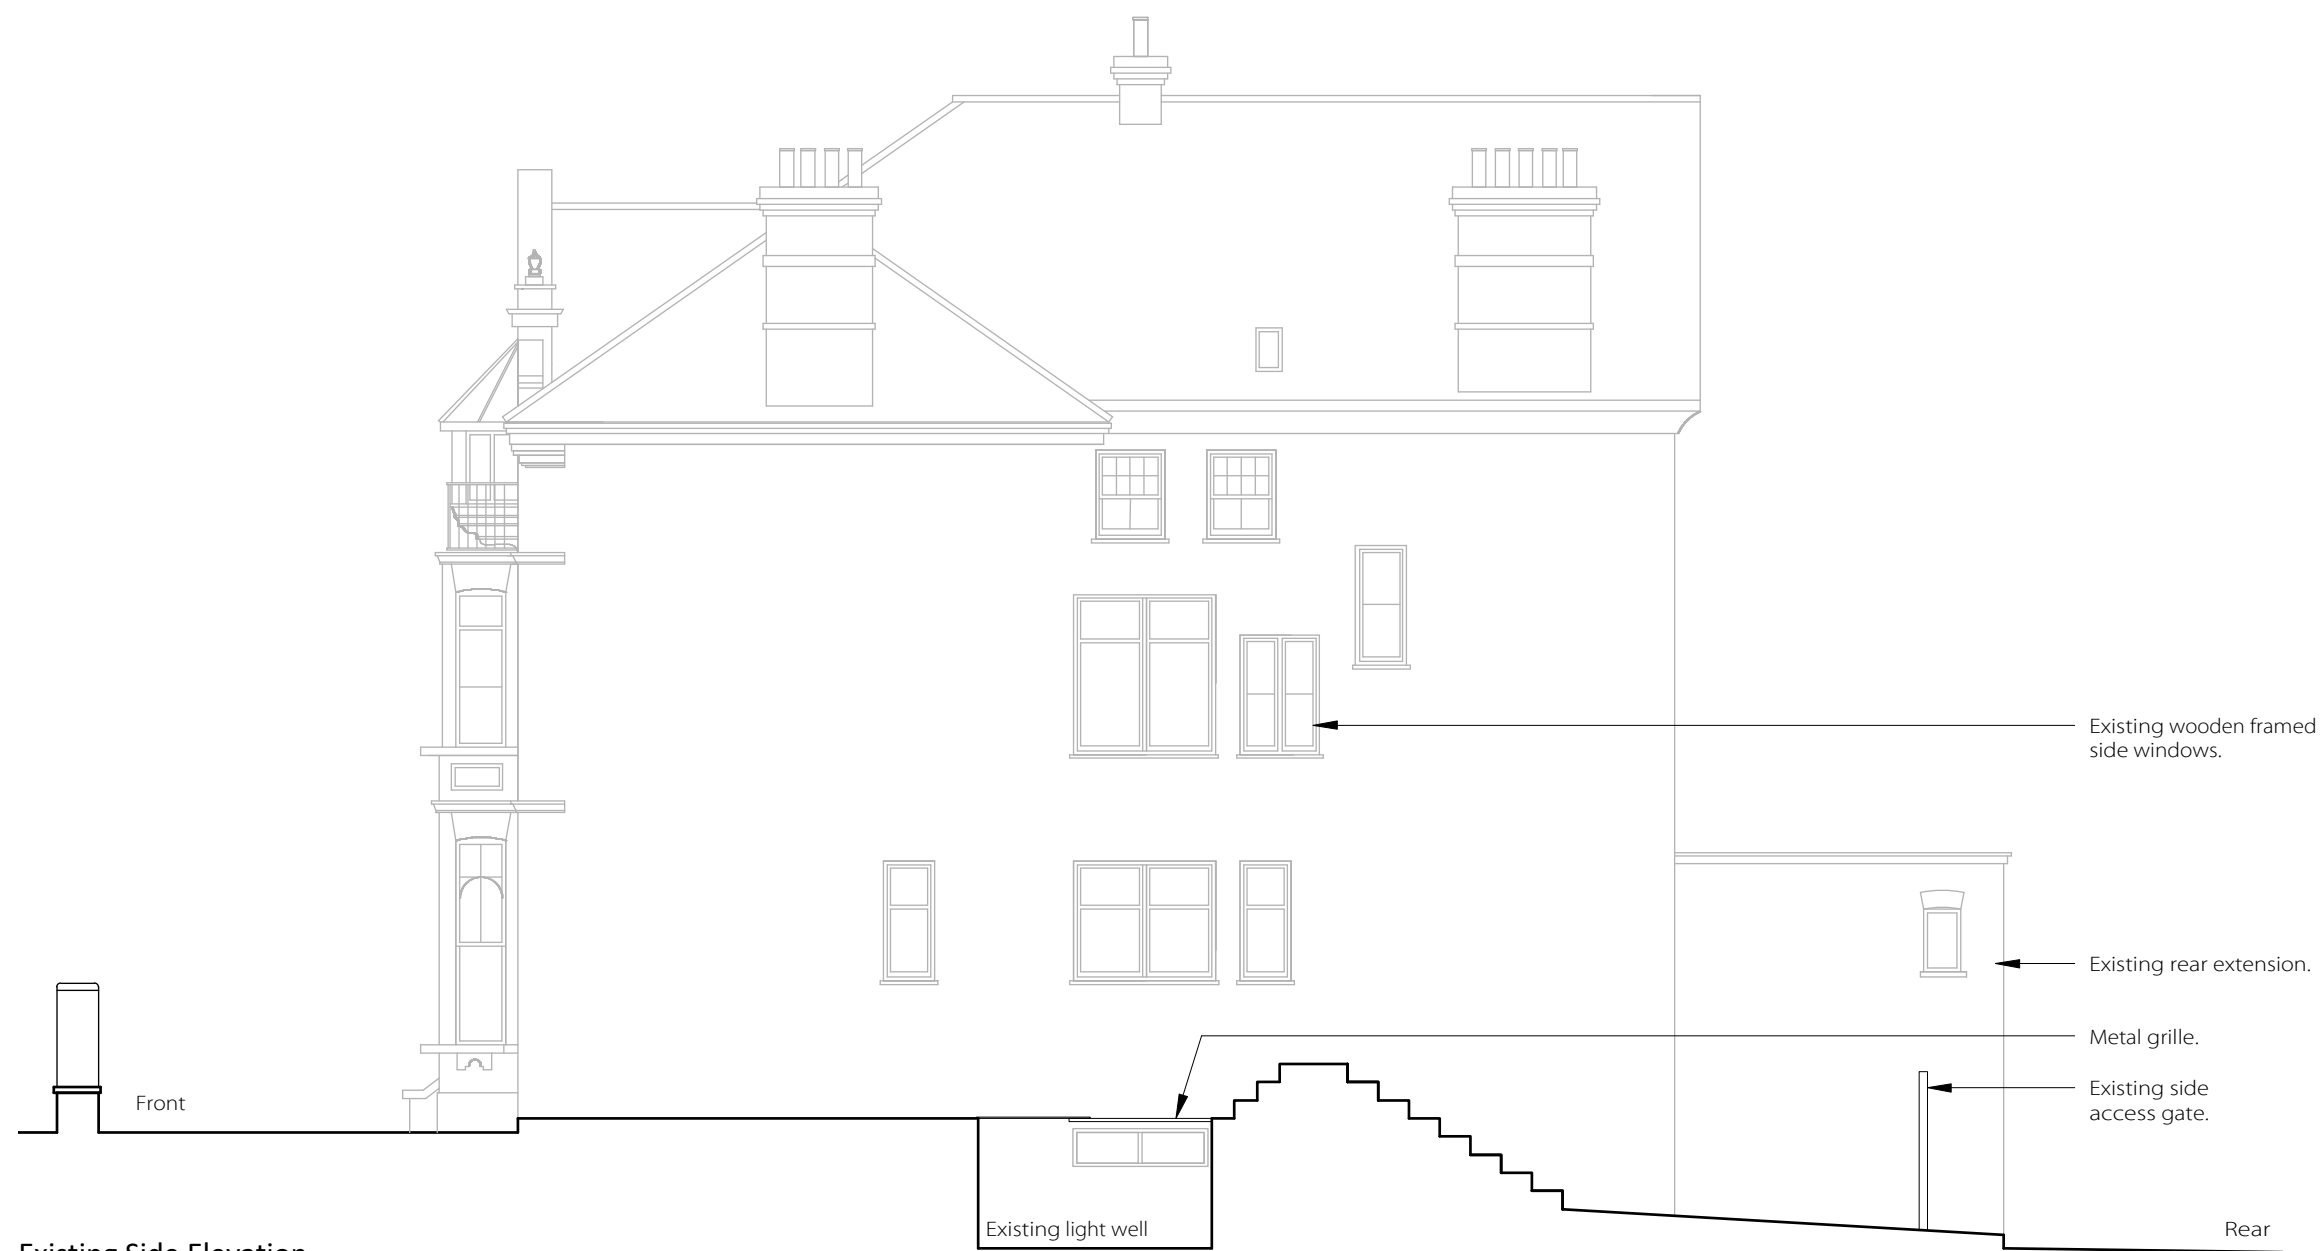 Existing wooden framed
side windows.
Existing rear extension.
Metal grille.
Existing side
access gate.
Front
Existing light well
Rear
Existing Side Elevation